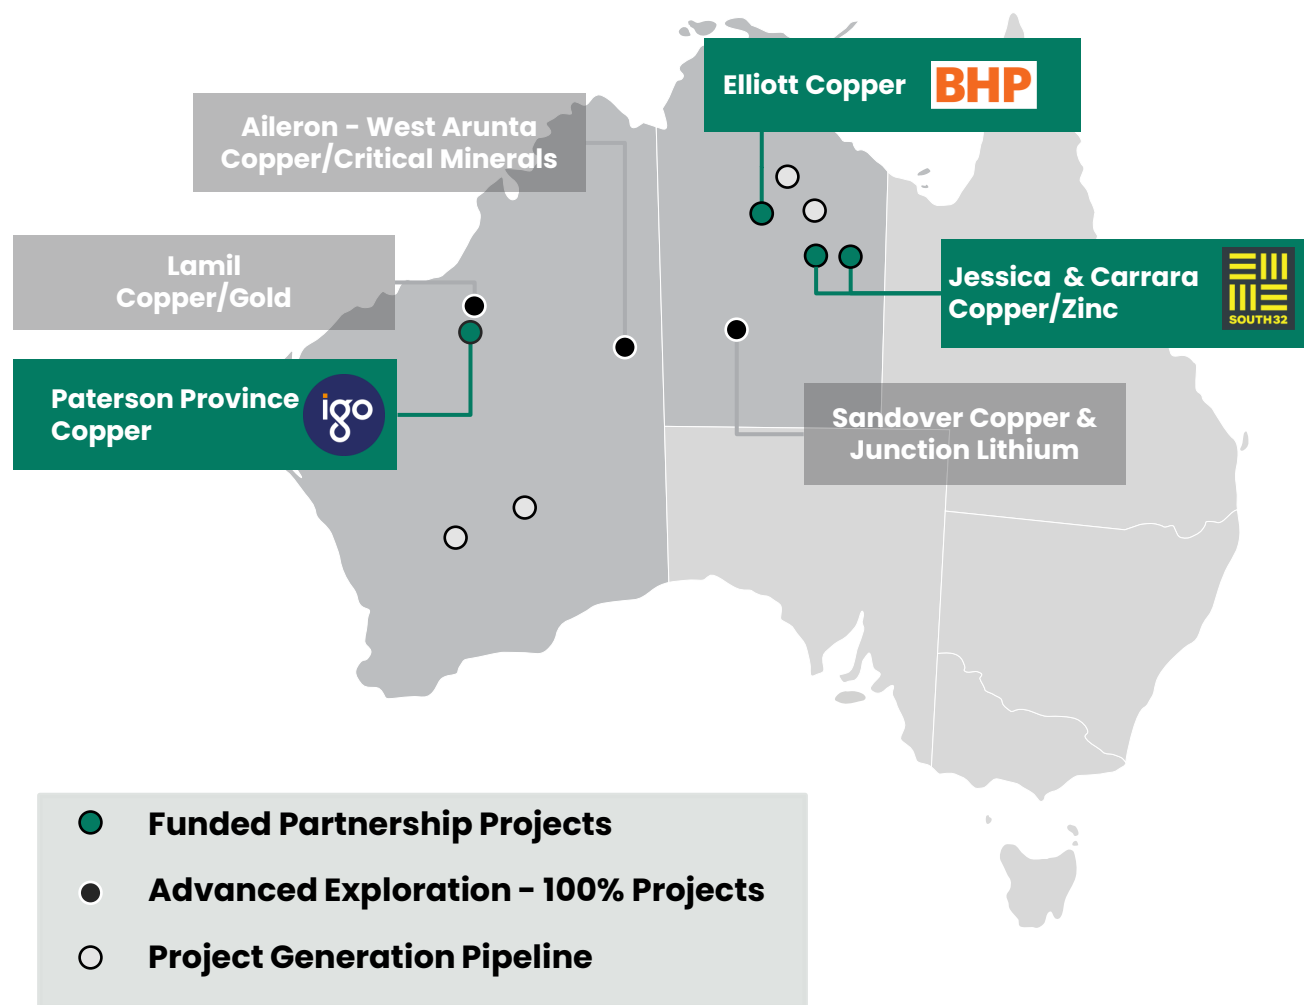 Elliott Copper
BHP
Aileron - West Arunta
Copper/Critical Minerals
Lamil
Copper/Gold
Jessica & Carrara
Copper/Zinc
SOUTH32
Paterson Province
Copper
igo
Sandover Copper &
Junction Lithium
Funded Partnership Projects
Advanced Exploration - 100% Projects
Project Generation Pipeline